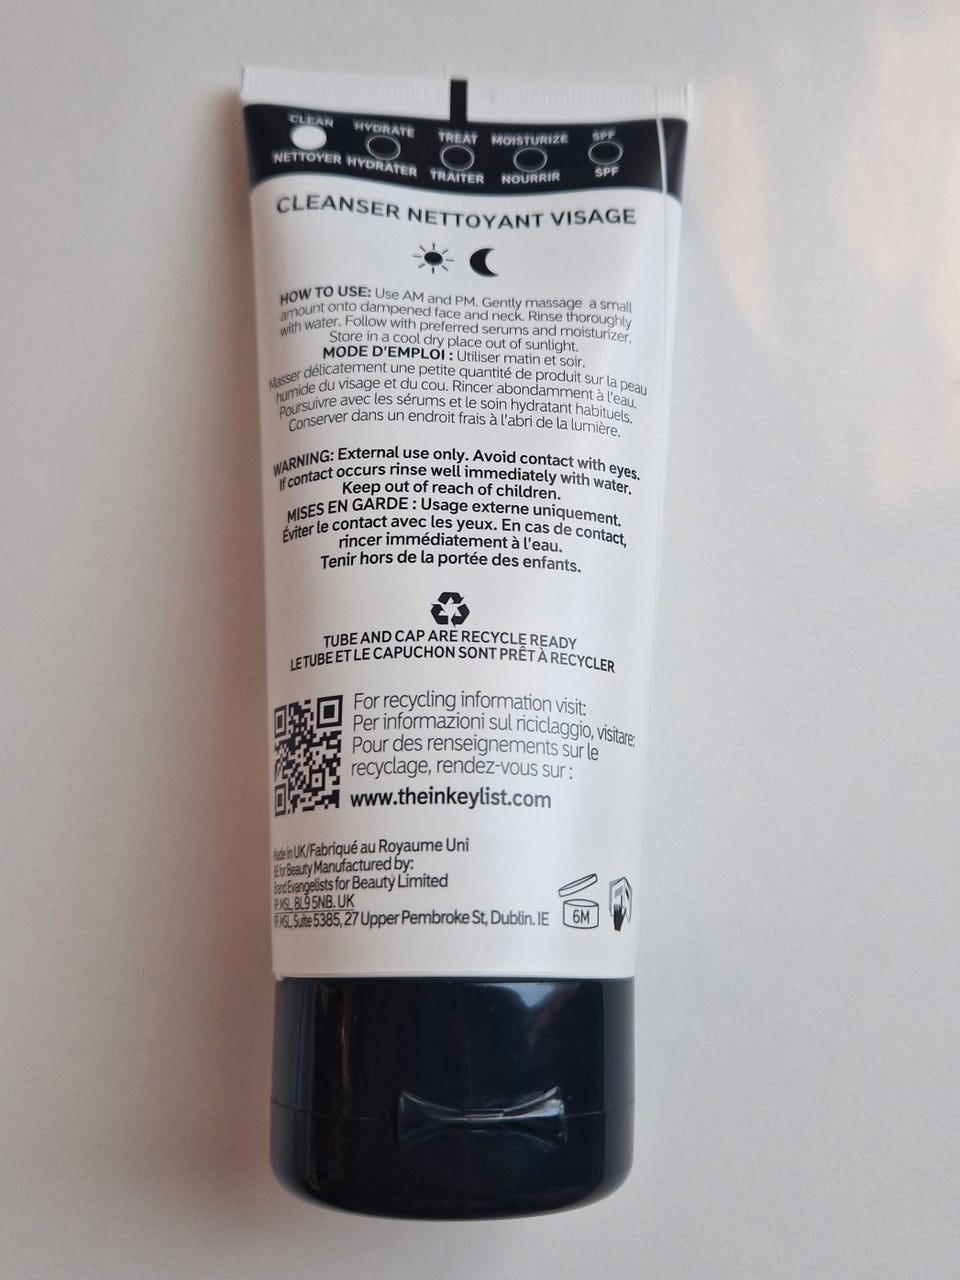 CLEAN HYDRATE TREAT MOISTURIZE SPF
NETTOYER HYDRATER TRAITER NOURRIR SPF
CLEANSER NETTOYANT VISAGE
HOW TO USE: Use AM and PM. Gently massage a small
amount onto dampened face and neck. Rinse thoroughly
with water. Follow with preferred serums and moisturizer.
Store in a cool dry place out of sunlight.
MODE D'EMPLOI : Utiliser matin et soir.
Masser délicatement une petite quantité de produit sur la peau
humide du visage et du cou. Rincer abondamment à l'eau.
Poursuivre avec les sérums et le soin hydratant habituels.
Conserver dans un endroit frais à l'abri de la lumière.
WARNING: External use only. Avoid contact with eyes.
If contact occurs rinse well immediately with water.
Keep out of reach of children.
MISES EN GARDE : Usage externe uniquement.
Éviter le contact avec les yeux. En cas de contact,
rincer immédiatement à l'eau.
Tenir hors de la portée des enfants.
TUBE AND CAP ARE RECYCLE READY
LE TUBE ET LE CAPUCHON SONT PRÊT À RECYCLER
For recycling information visit:
Per informazioni sul riciclaggio, visitare:
Pour des renseignements sur le
recyclage, rendez-vous sur :
www.theinkeylist.com
Made in UK/Fabriqué au Royaume Uni
BE for Beauty Manufactured by:
Brand Evangelists for Beauty Limited
RP. MSL, BL9 5NB. UK
RP. MSL, Suite 5385, 27 Upper Pembroke St, Dublin. IE
6M